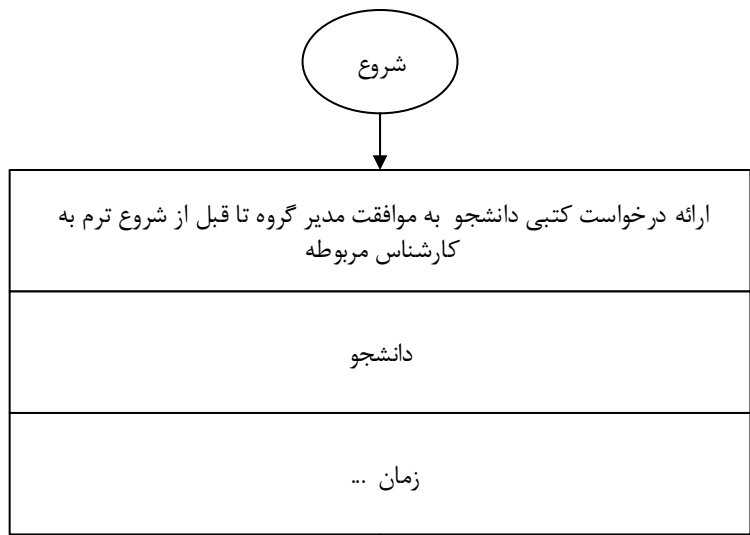 شروع
ارائه درخواست کتبی دانشجو به موافقت مدیر گروه تا قبل از شروع ترم به
کارشناس مربوطه
دانشجو
زمان ...